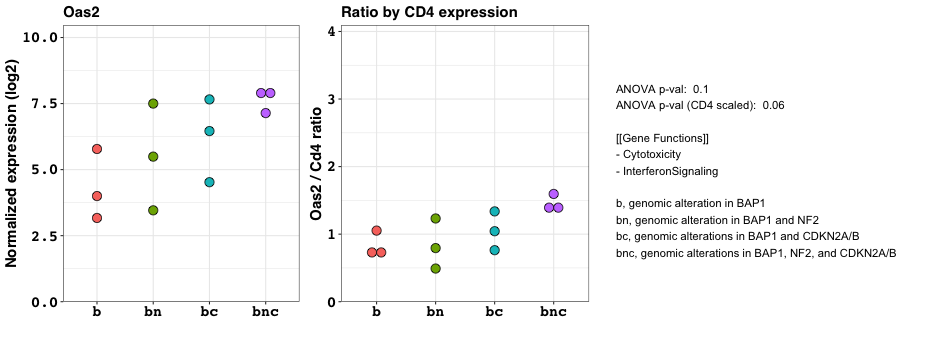 Oas2
Normalized expression (log2)
10.0
7.5
5.0
2.5
0.0
b bn bc bnc
Ratio by CD4 expression
Oas2 / Cd4 ratio
4
3
2
1
0
b bn bc bnc
ANOVA p-val: 0.1
ANOVA p-val (CD4 scaled): 0.06
[[Gene Functions]]
- Cytotoxicity
- InterferonSignaling
b, genomic alteration in BAP1
bn, genomic alteration in BAP1 and NF2
bc, genomic alterations in BAP1 and CDKN2A/B
bnc, genomic alterations in BAP1, NF2, and CDKN2A/B